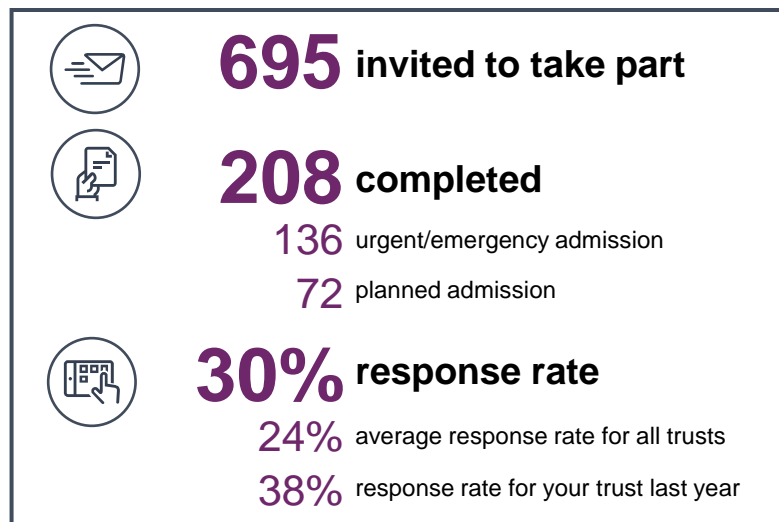 695 invited to take part
208 completed
136 urgent/emergency admission
72 planned admission
30% response rate
24% average response rate for all trusts
38% response rate for your trust last year